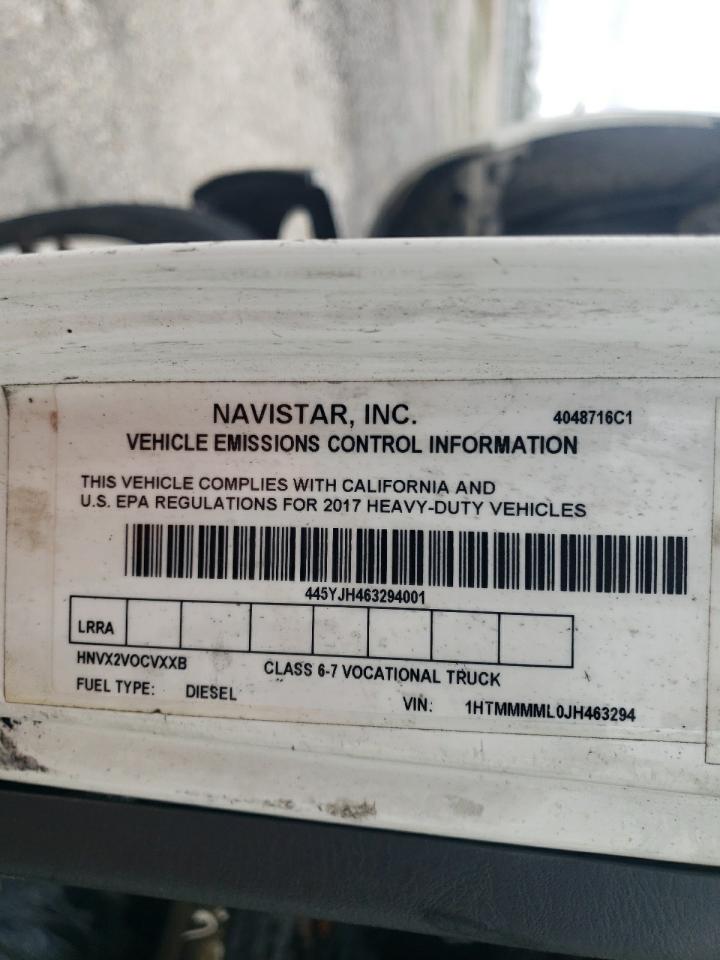 NAVISTAR, INC. 4048716C1
VEHICLE EMISSIONS CONTROL INFORMATION
THIS VEHICLE COMPLIES WITH CALIFORNIA AND
U.S. EPA REGULATIONS FOR 2017 HEAVY-DUTY VEHICLES
445YJH463294001
LRRA
HNVX2VOCVXXB CLASS 6-7 VOCATIONAL TRUCK
FUEL TYPE: DIESEL VIN: 1HTMMMML0JH463294